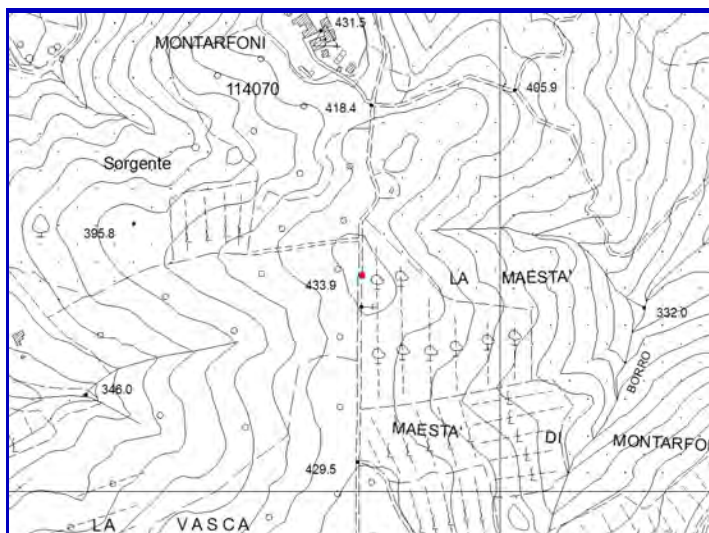 431.5
MONTARFONI
114070
405.9
418.4
Sorgente
395.8
433.9
LA MAESTA'
332.0
346.0
BORRO
MAESTA' DI MONTARFO
429.5
LA VASCA